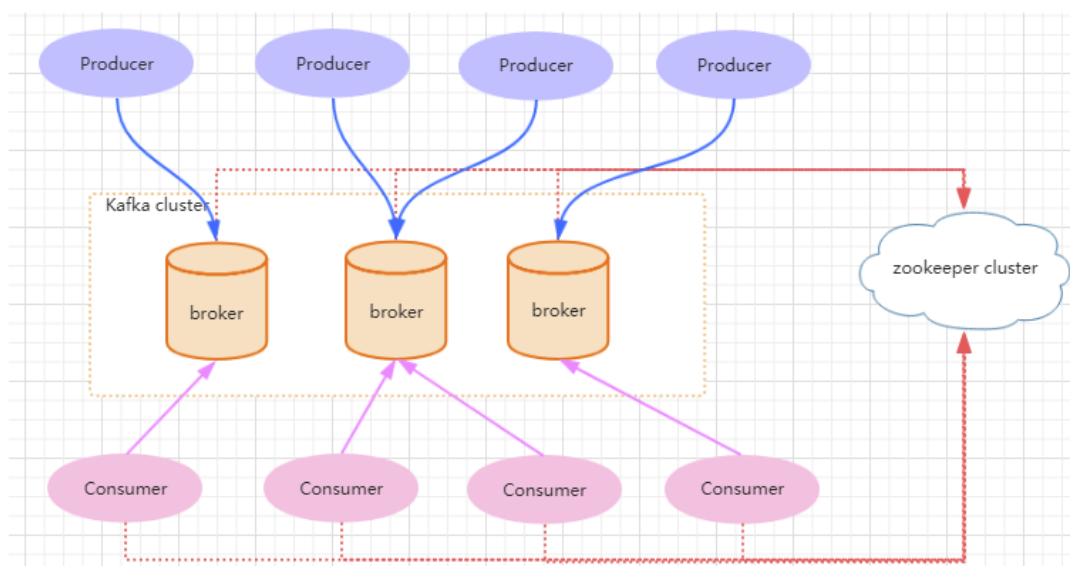 Producer
Producer
Producer
Producer
Kafka cluster
zookeeper cluster
broker
broker
broker
Consumer
Consumer
Consumer
Consumer